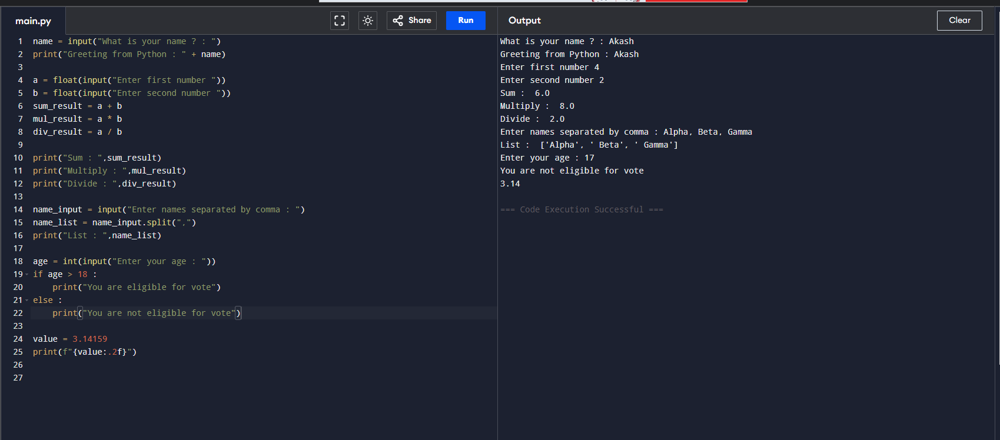 main.py
Share
Run
1 name = input("What is your name ? : ")
2 print("Greeting from Python : " + name)
3
4 a = float(input("Enter first number "))
5 b = float(input("Enter second number "))
6 sum_result = a + b
7 mul_result = a * b
8 div_result = a / b
9
10 print("Sum : ",sum_result)
11 print("Multiply : ",mul_result)
12 print("Divide : ",div_result)
13
14 name_input = input("Enter names separated by comma : ")
15 name_list = name_input.split(",")
16 print("List : ",name_list)
17
18 age = int(input("Enter your age : "))
19 if age > 18 :
20     print("You are eligible for vote")
21 else :
22     print("You are not eligible for vote")
23
24 value = 3.14159
25 print(f"{value:.2f}")
26
27
Output
Clear
What is your name ? : Akash
Greeting from Python : Akash
Enter first number 4
Enter second number 2
Sum :  6.0
Multiply :  8.0
Divide :  2.0
Enter names separated by comma : Alpha, Beta, Gamma
List :  ['Alpha', ' Beta', ' Gamma']
Enter your age : 17
You are not eligible for vote
3.14
=== Code Execution Successful ===